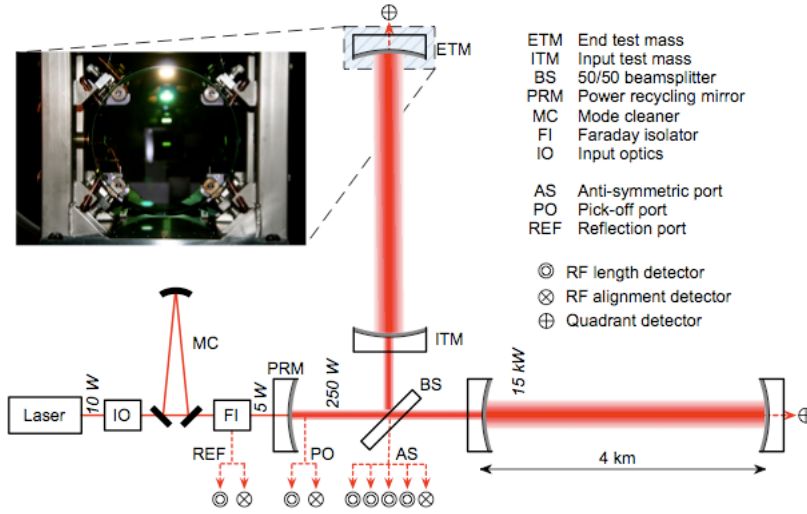 ETM
ETM End test mass
ITM Input test mass
BS 50/50 beamsplitter
PRM Power recycling mirror
MC Mode cleaner
FI Faraday isolator
IO Input optics
AS Anti-symmetric port
PO Pick-off port
REF Reflection port
RF length detector
RF alignment detector
Quadrant detector
MC
ITM
PRM
BS
Laser
10 W
IO
FI
5 W
250 W
15 kW
REF
PO
AS
4 km